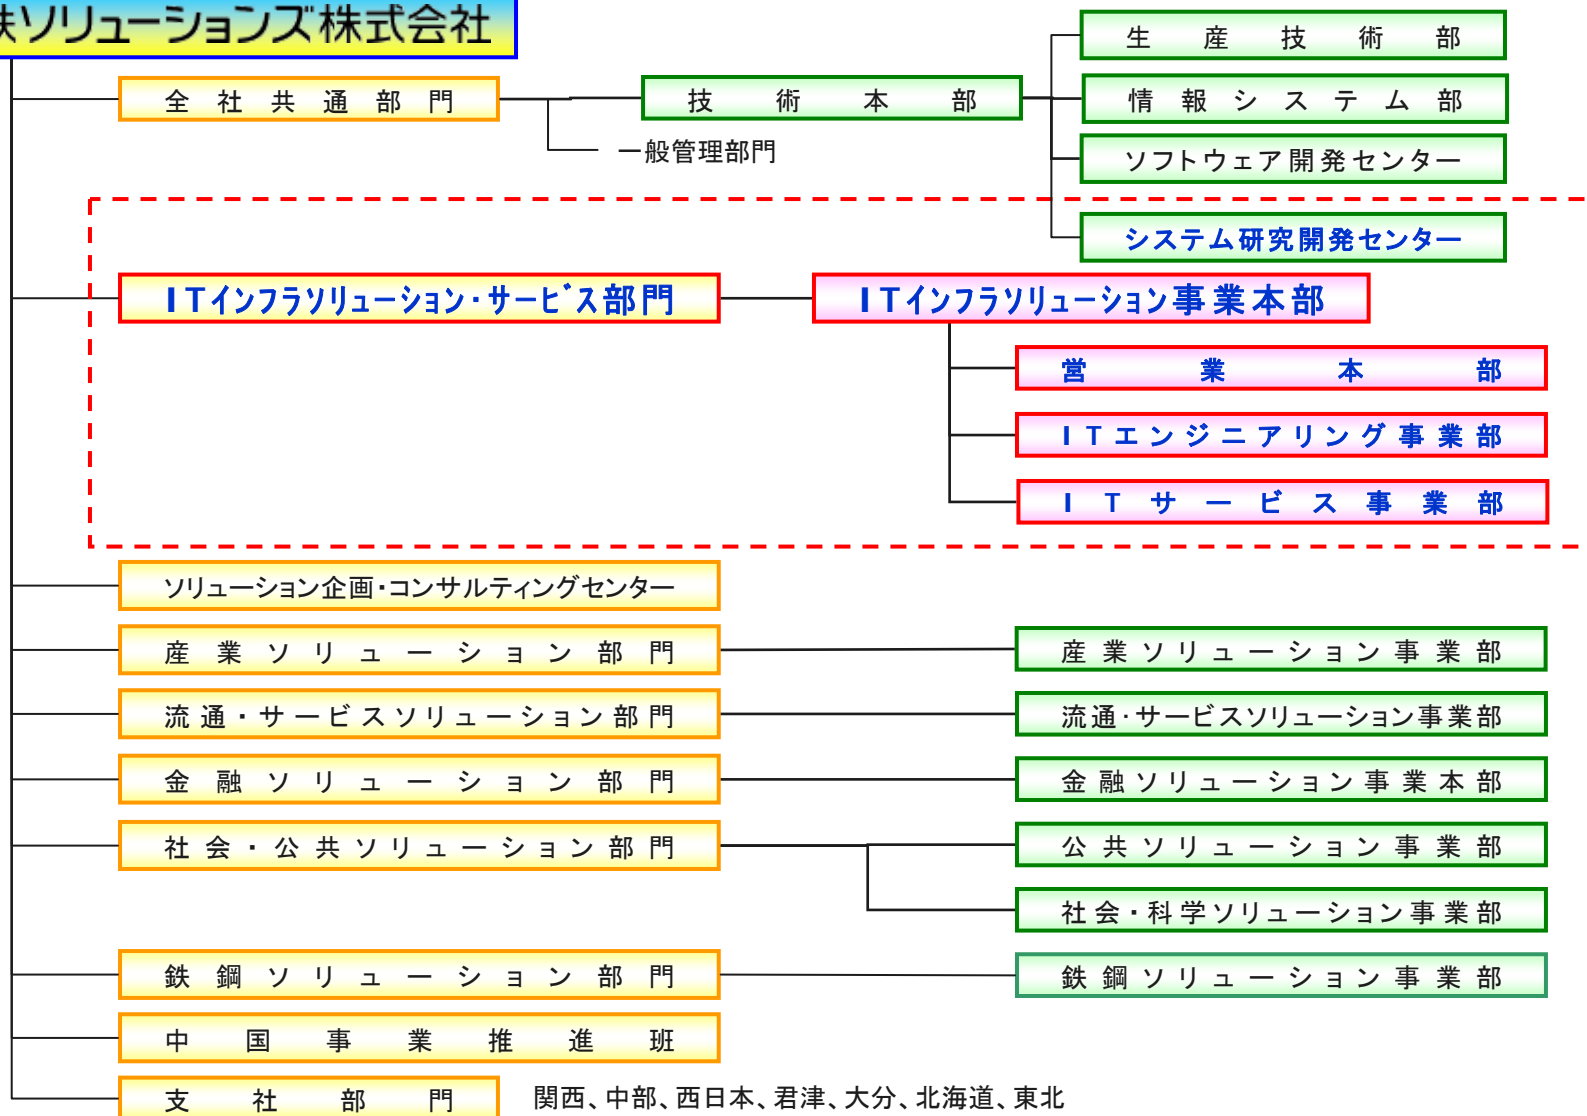 鉄ソリューションズ株式会社
全社共通部門
技術本部
一般管理部門
生産技術部
情報システム部
ソフトウェア開発センター
システム研究開発センター
ITインフラソリューション・サービス部門
ITインフラソリューション事業本部
営業本部
ITエンジニアリング事業部
ITサービス事業部
ソリューション企画・コンサルティングセンター
産業ソリューション部門
産業ソリューション事業部
流通・サービスソリューション部門
流通・サービスソリューション事業部
金融ソリューション部門
金融ソリューション事業本部
社会・公共ソリューション部門
公共ソリューション事業部
社会・科学ソリューション事業部
鉄鋼ソリューション部門
鉄鋼ソリューション事業部
中国事業推進班
支社部門
関西、中部、西日本、君津、大分、北海道、東北